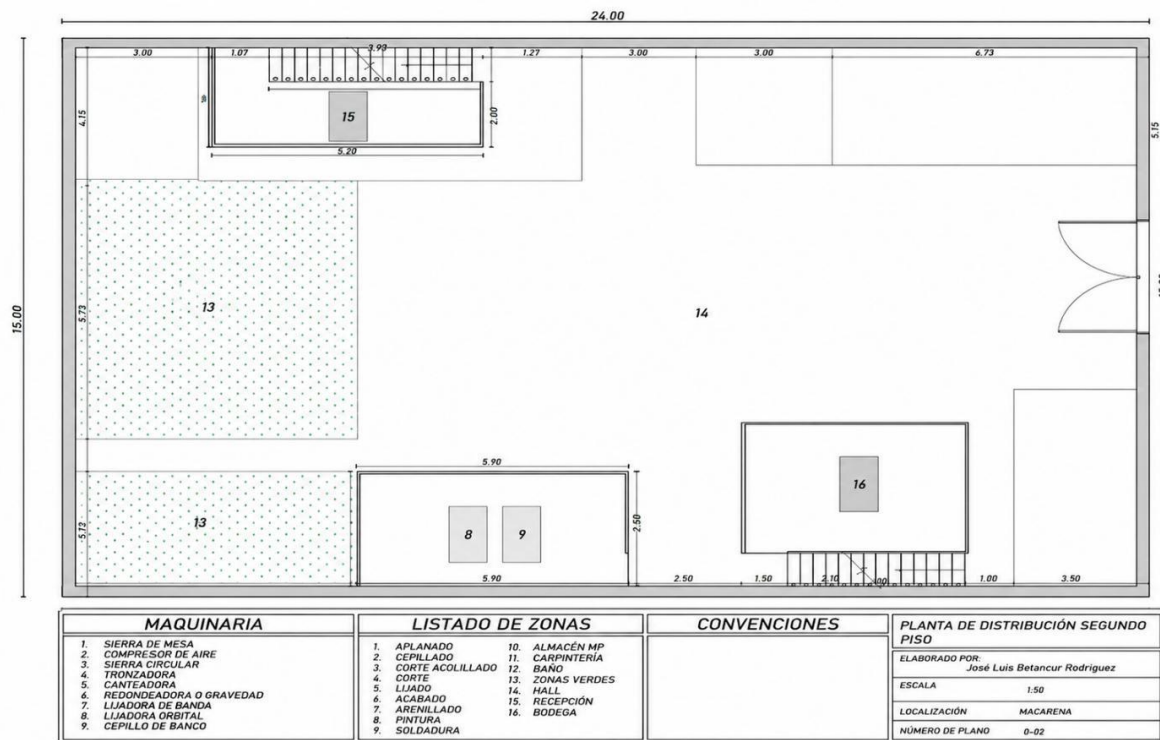 24.00
3.00 1.07 3.93 1.27 3.00 3.00 6.73
15.00
4.15
15
2.00
5.15
5.20
13
5.73
14
5.90
13
5.13
8 9
2.50
16
5.90 2.50 1.50 2.10 1.00 3.50
MAQUINARIA
1. SIERRA DE MESA
2. COMPRESOR DE AIRE
3. SIERRA CIRCULAR
4. TRONZADORA
5. CANTEADORA
6. REDONDEADORA O GRAVEDAD
7. LIJADORA DE BANDA
8. LIJADORA ORBITAL
9. CEPILLO DE BANCO
LISTADO DE ZONAS
1. APLANADO
2. CEPILLADO
3. CORTE ACOLILLADO
4. CORTE
5. LIJADO
6. ACABADO
7. ARENILLADO
8. PINTURA
9. SOLDADURA
10. ALMACÉN MP
11. CARPINTERÍA
12. BAÑO
13. ZONAS VERDES
14. HALL
15. RECEPCIÓN
16. BODEGA
CONVENCIONES
PLANTA DE DISTRIBUCIÓN SEGUNDO
PISO
ELABORADO POR:
José Luis Betancur Rodriguez
ESCALA 1:50
LOCALIZACIÓN MACARENA
NÚMERO DE PLANO 0-02